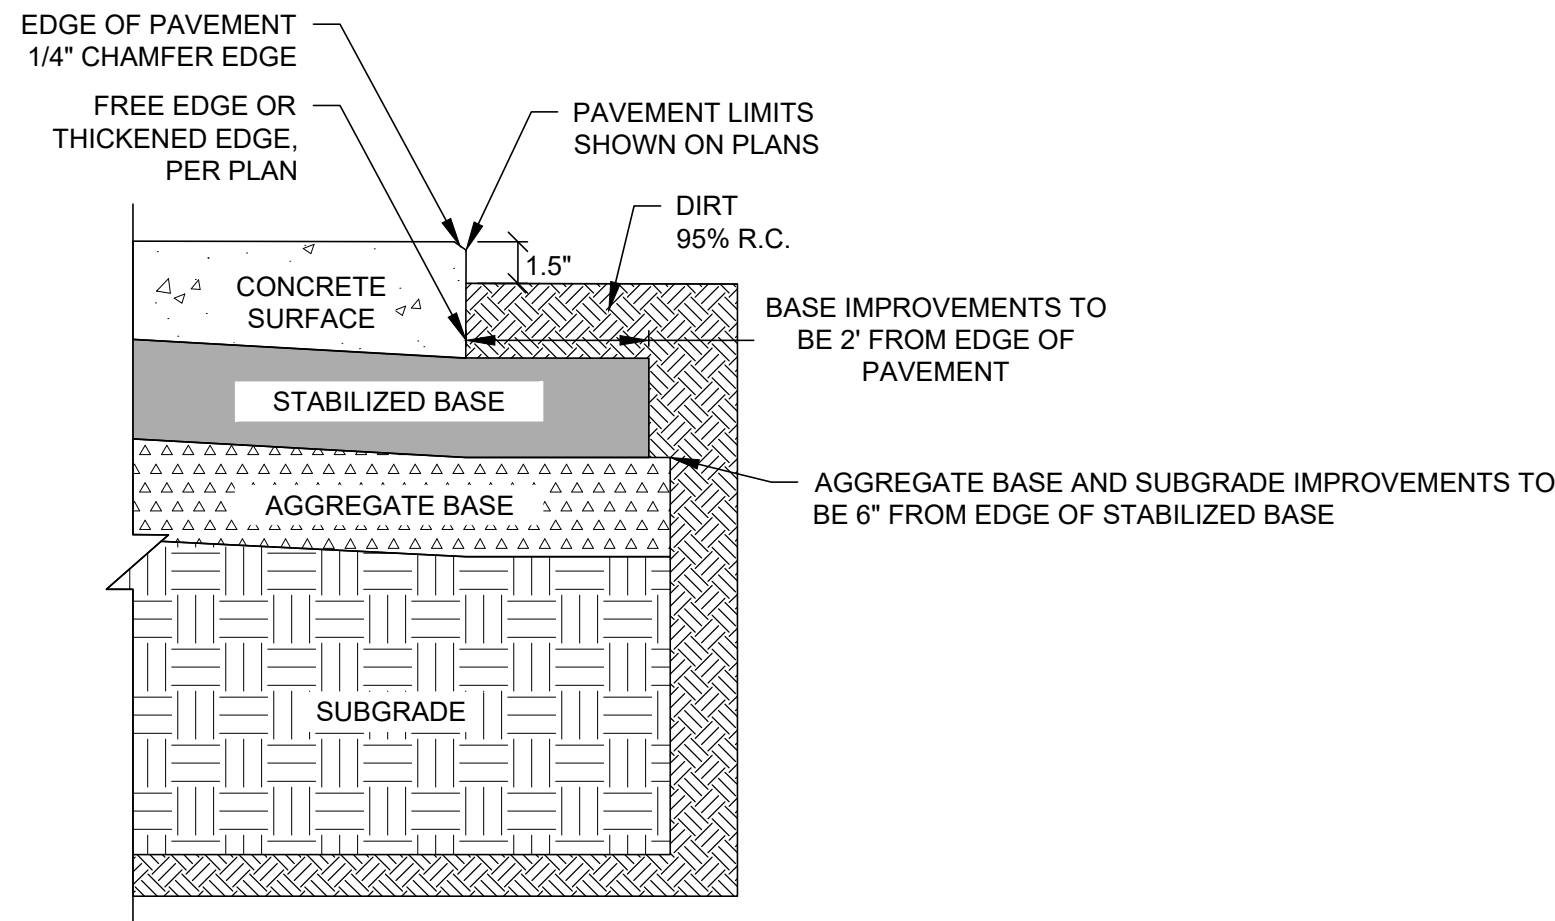 EDGE OF PAVEMENT
1/4" CHAMFER EDGE
FREE EDGE OR
THICKENED EDGE,
PER PLAN
PAVEMENT LIMITS
SHOWN ON PLANS
DIRT
95% R.C.
1.5"
CONCRETE
SURFACE
BASE IMPROVEMENTS TO
BE 2' FROM EDGE OF
PAVEMENT
STABILIZED BASE
AGGREGATE BASE AND SUBGRADE IMPROVEMENTS TO
BE 6" FROM EDGE OF STABILIZED BASE
AGGREGATE BASE
SUBGRADE